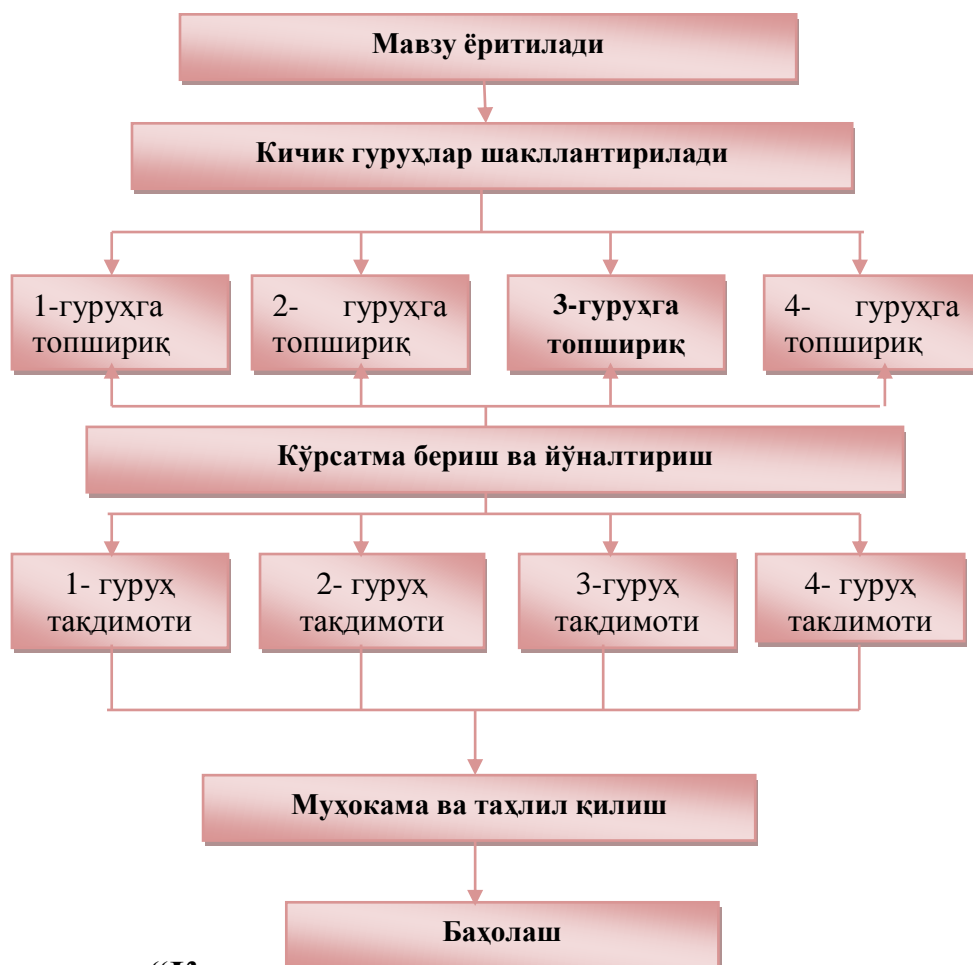 Мавзу ёритилади
Кичик гуруҳлар шакллантирилади
1-гуруҳга
топшириқ
2- гуруҳга
топшириқ
3-гуруҳга
топшириқ
4- гуруҳга
топшириқ
Кўрсатма бериш ва йўналтириш
1- гуруҳ
тақдимоти
2- гуруҳ
тақдимоти
3-гуруҳ
тақдимоти
4- гуруҳ
тақдимоти
Муҳокама ва таҳлил қилиш
Баҳолаш